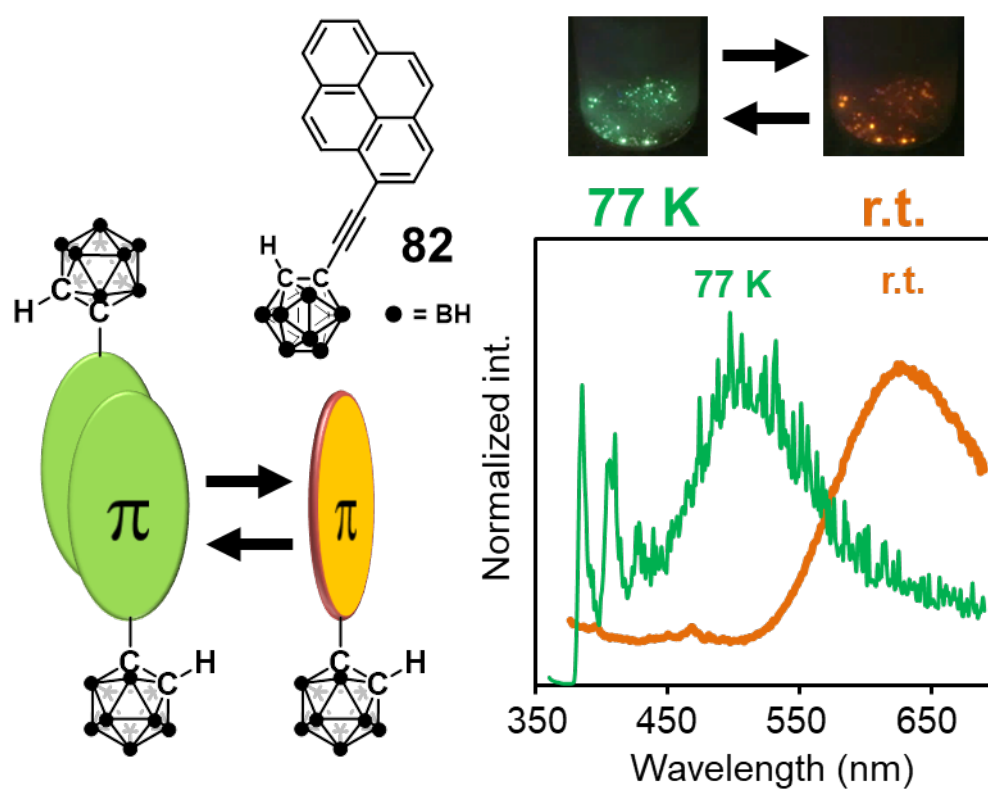 H
C
C
82
= BH
H
C
C
π
C
C
H
π
C
C
H
77 K
r.t.
77 K
r.t.
Normalized int.
350
450
550
650
Wavelength (nm)